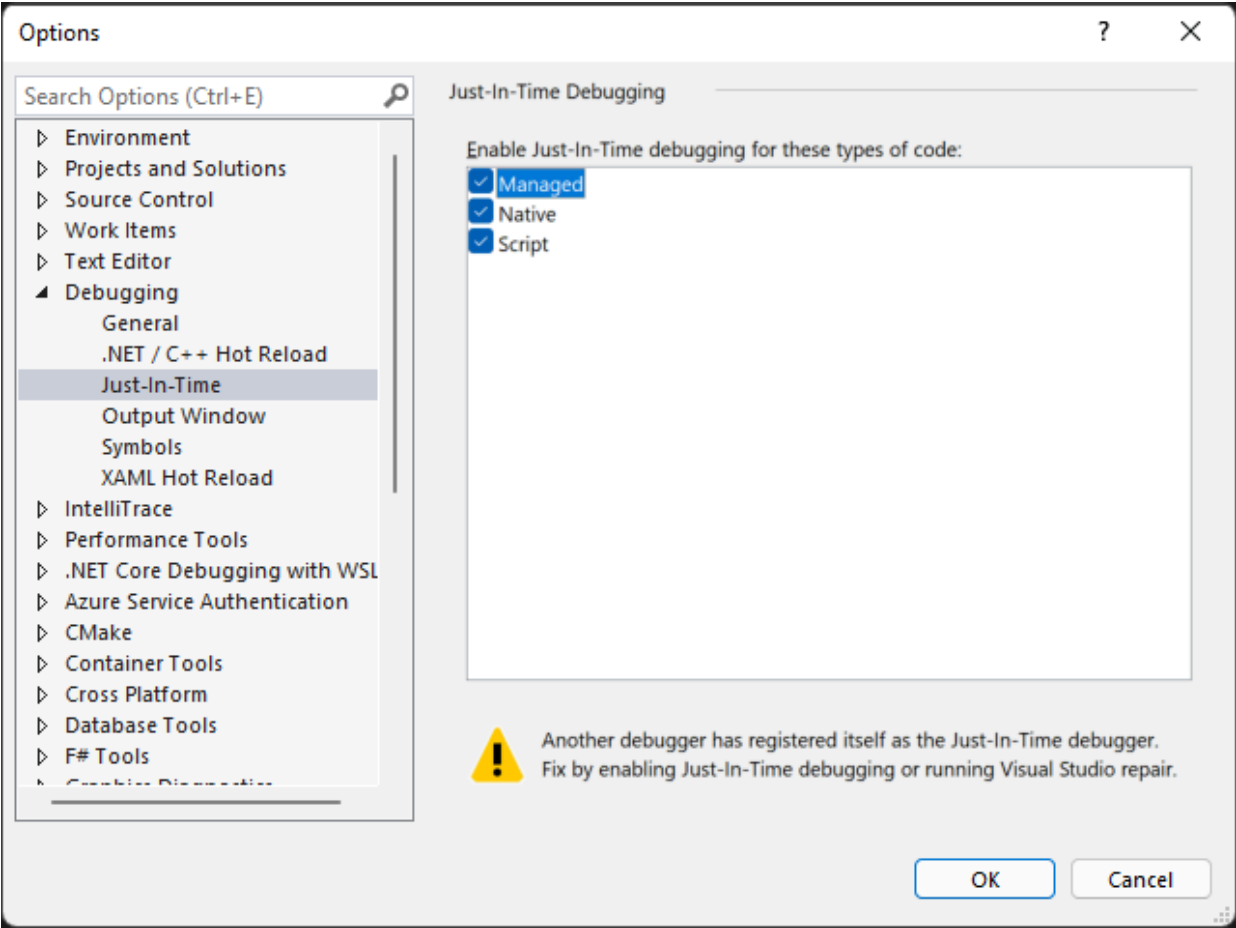 Options
?
Search Options (Ctrl+E)
Environment
Projects and Solutions
Source Control
Work Items
Text Editor
Debugging
General
.NET / C++ Hot Reload
Just-In-Time
Output Window
Symbols
XAML Hot Reload
IntelliTrace
Performance Tools
.NET Core Debugging with WSL
Azure Service Authentication
CMake
Container Tools
Cross Platform
Database Tools
F# Tools
Just-In-Time Debugging
Enable Just-In-Time debugging for these types of code:
Managed
Native
Script
Another debugger has registered itself as the Just-In-Time debugger.
Fix by enabling Just-In-Time debugging or running Visual Studio repair.
OK
Cancel